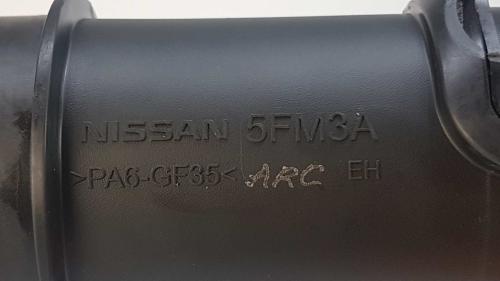 NISSAN 5FM3A
>PA6-GF35< ARC EH